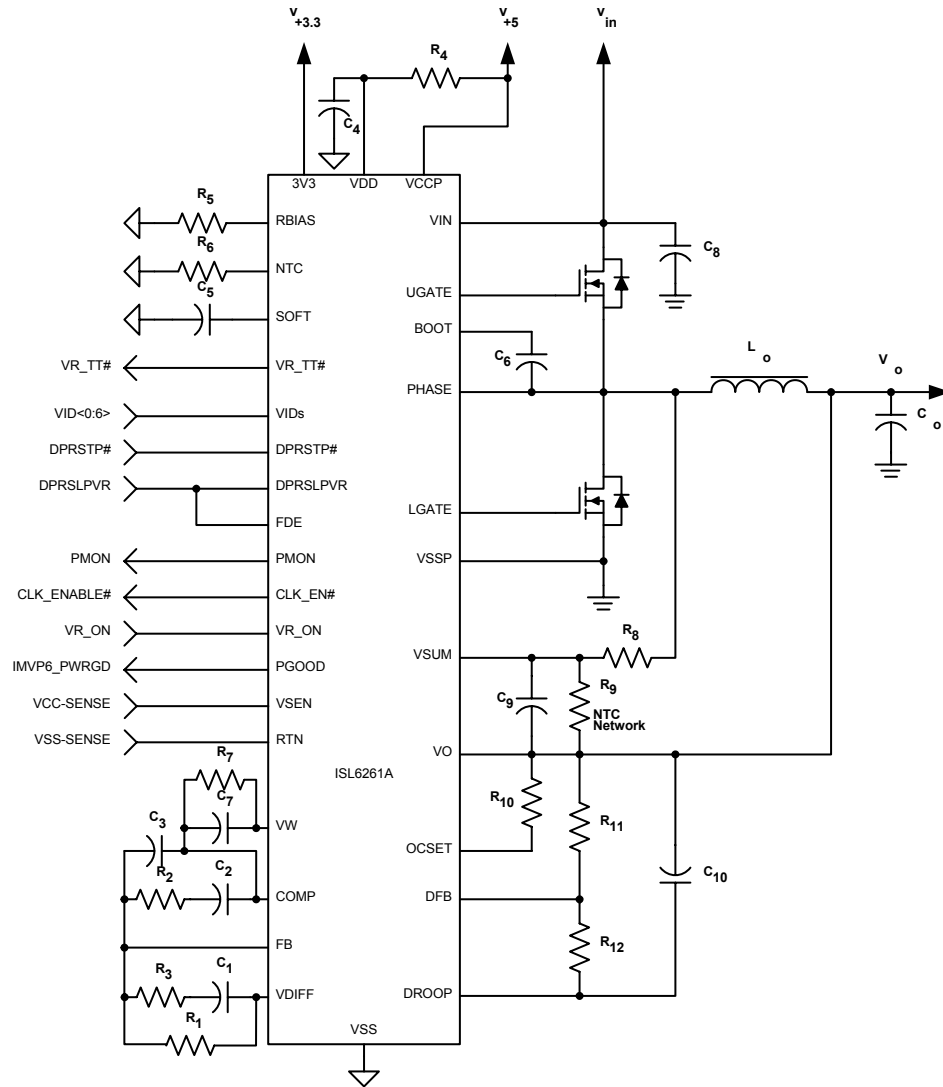 V+3.3
V+5
Vin
R4
C4
3V3
VDD
VCCP
R5
RBIAS
VIN
R6
C8
NTC
C5
UGATE
SOFT
BOOT
C6
Lo
Vo
VR_TT#
VR_TT#
PHASE
Co
VID<0:6>
VIDs
DPRSTP#
DPRSTP#
DPRSLPVR
DPRSLPVR
LGATE
FDE
PMON
PMON
VSSP
CLK_ENABLE#
CLK_EN#
VR_ON
VR_ON
R8
VSUM
IMVP6_PWRGD
PGOOD
R9
C9
NTC
Network
VCC-SENSE
VSEN
VSS-SENSE
RTN
VO
R7
ISL6261A
R10
C7
R11
C3
VW
OCSET
C10
R2
C2
COMP
DFB
FB
R12
R3
C1
VDIFF
DROOP
R1
VSS